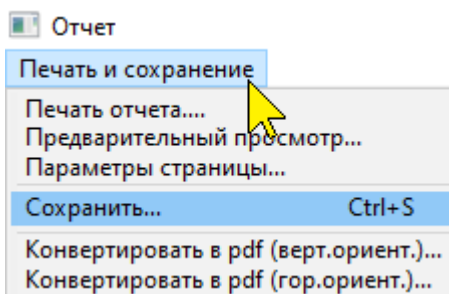 Отчет
Печать и сохранение
Печать отчета....
Предварительный просмотр...
Параметры страницы...
Сохранить... Ctrl+S
Конвертировать в pdf (верт.ориент.)...
Конвертировать в pdf (гор.ориент.)...